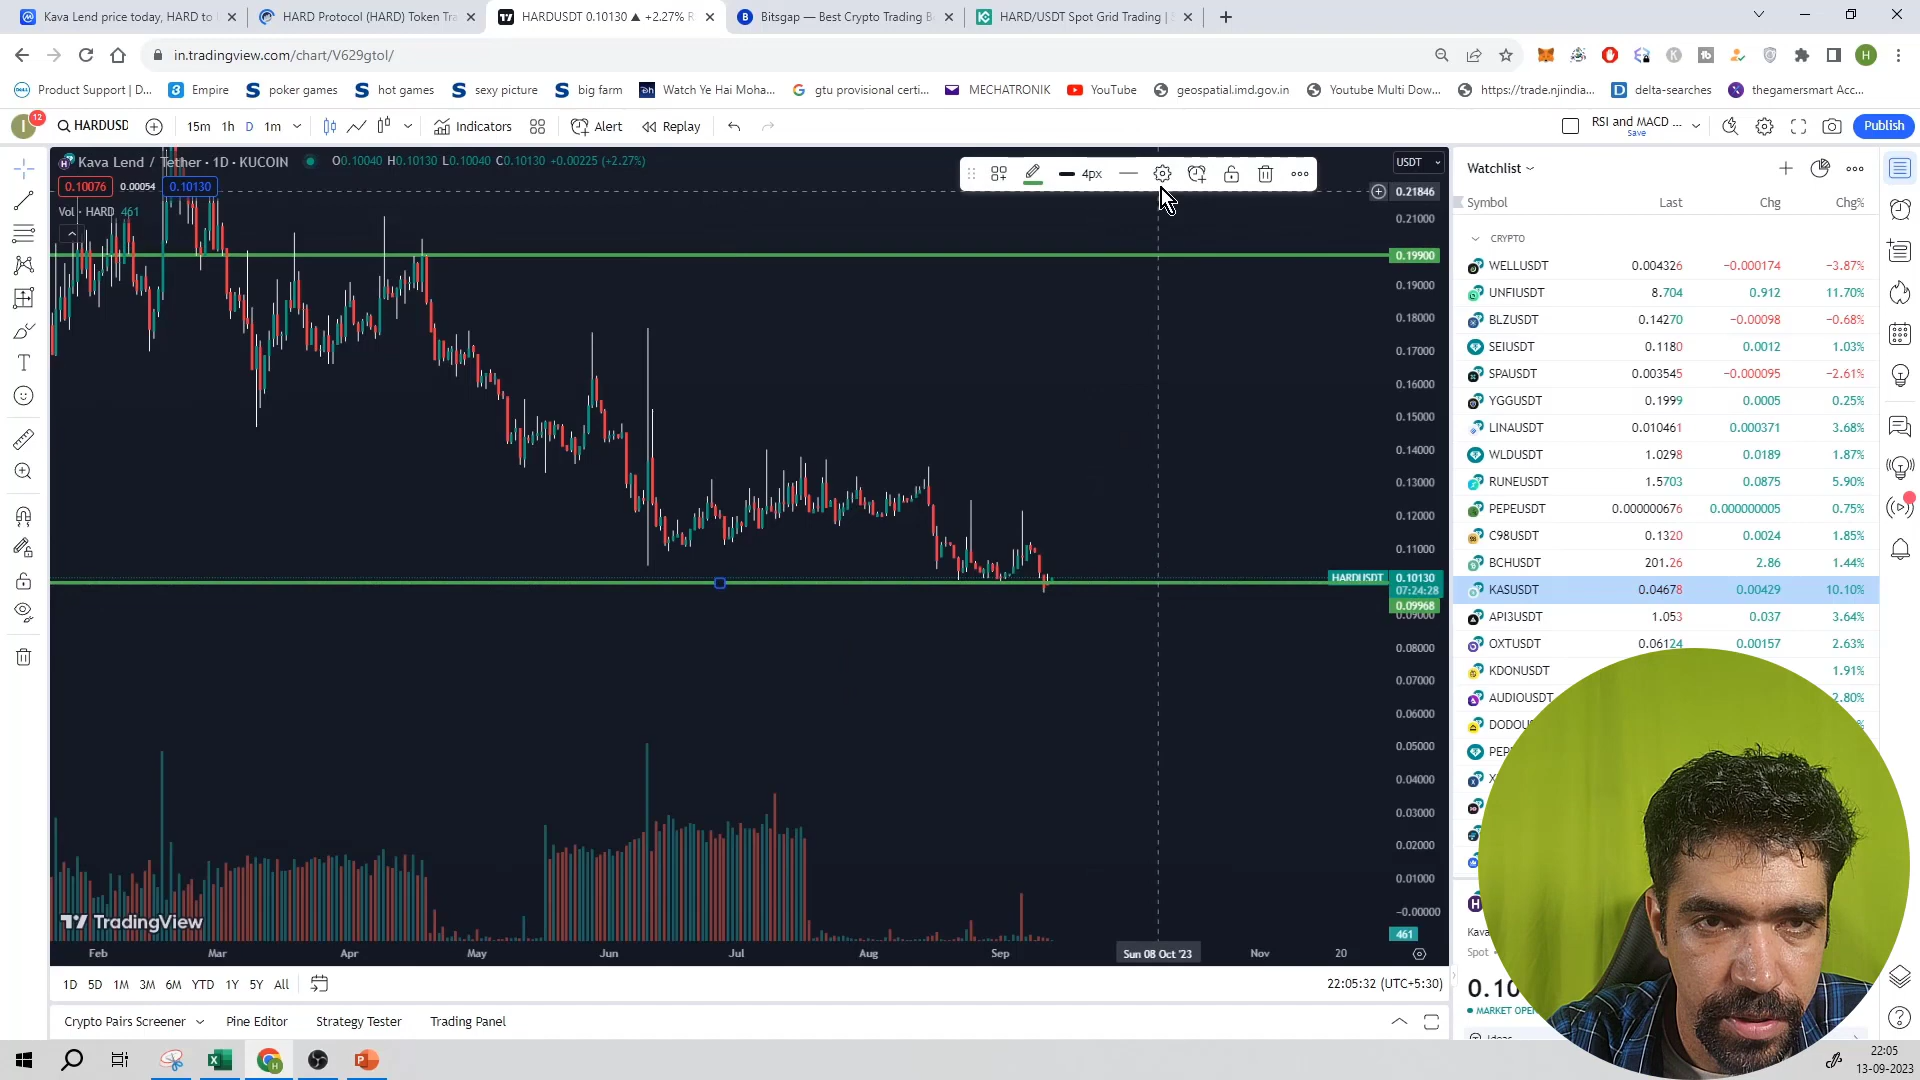 Kava Lend price today, HARD to
HARD Protocol (HARD) Token Tra
HARDUSDT 0.10130 ▲ +2.27% R
Bitsgap — Best Crypto Trading B
HARD/USDT Spot Grid Trading |
in.tradingview.com/chart/V629gtol/
H
Product Support | D...
Empire
poker games
hot games
sexy picture
big farm
Watch Ye Hai Moha...
gtu provisional certi...
MECHATRONIK
YouTube
geospatial.imd.gov.in
Youtube Multi Dow...
https://trade.njindia...
delta-searches
thegamersmart Acc...
I
12
HARDUSD
15m
1h
D
1m
Indicators
Alert
Replay
RSI and MACD ...
Save
Publish
Kava Lend / Tether · 1D · KUCOIN
O0.10040 H0.10130 L0.10040 C0.10130 +0.00225 (+2.27%)
0.10076
0.00054
0.10130
Vol · HARD 461
4px
USDT
0.21846
0.21000
0.19900
0.19000
0.18000
0.17000
0.16000
0.15000
0.14000
0.13000
0.12000
0.11000
HARDUSDT
0.10130
07:24:28
0.09968
0.09000
0.08000
0.07000
0.06000
0.05000
0.04000
0.03000
0.02000
0.01000
−0.00000
461
TradingView
Feb
Mar
Apr
May
Jun
Jul
Aug
Sep
Sun 08 Oct '23
Nov
20
1D
5D
1M
3M
6M
YTD
1Y
5Y
All
22:05:32 (UTC+5:30)
Crypto Pairs Screener
Pine Editor
Strategy Tester
Trading Panel
Watchlist
Symbol Last Chg Chg%
CRYPTO
WELLUSDT 0.004326 −0.000174 −3.87%
UNFIUSDT 8.704 0.912 11.70%
BLZUSDT 0.14270 −0.00098 −0.68%
SEIUSDT 0.1180 0.0012 1.03%
SPAUSDT 0.003545 −0.000095 −2.61%
YGGUSDT 0.1999 0.0005 0.25%
LINAUSDT 0.010461 0.000371 3.68%
WLDUSDT 1.0298 0.0189 1.87%
RUNEUSDT 1.5703 0.0875 5.90%
PEPEUSDT 0.000000676 0.000000005 0.75%
C98USDT 0.1320 0.0024 1.85%
BCHUSDT 201.26 2.86 1.44%
KASUSDT 0.04678 0.00429 10.10%
API3USDT 1.053 0.037 3.64%
OXTUSDT 0.06124 0.00157 2.63%
KDONUSDT 1.91%
AUDIOUSDT 2.80%
DODOU
PEP
X
H
Kava
Spot
0.10
MARKET OPEN
22:05
13-09-2023